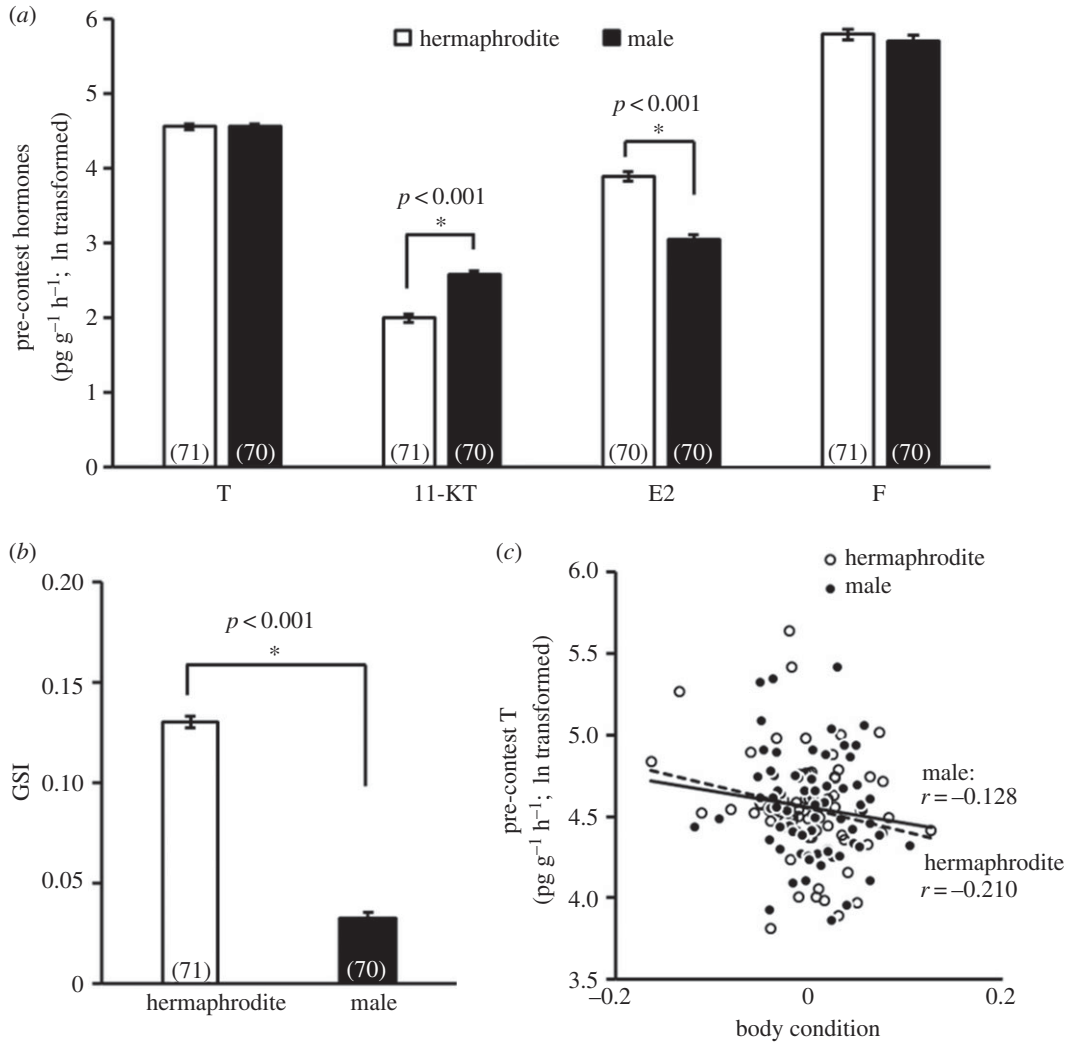 (a)
hermaphrodite
male
pre-contest hormones
(pg g⁻¹ h⁻¹; ln transformed)
6
5
4
3
2
1
0
p < 0.001
*
p < 0.001
*
(71)
(70)
(71)
(70)
(70)
(70)
(71)
(70)
T
11-KT
E2
F
(b)
GSI
0.20
0.15
0.10
0.05
0
p < 0.001
*
(71)
(70)
hermaphrodite
male
(c)
hermaphrodite
male
pre-contest T
(pg g⁻¹ h⁻¹; ln transformed)
6.0
5.5
5.0
4.5
4.0
3.5
male:
r = –0.128
hermaphrodite
r = –0.210
–0.2
0
0.2
body condition